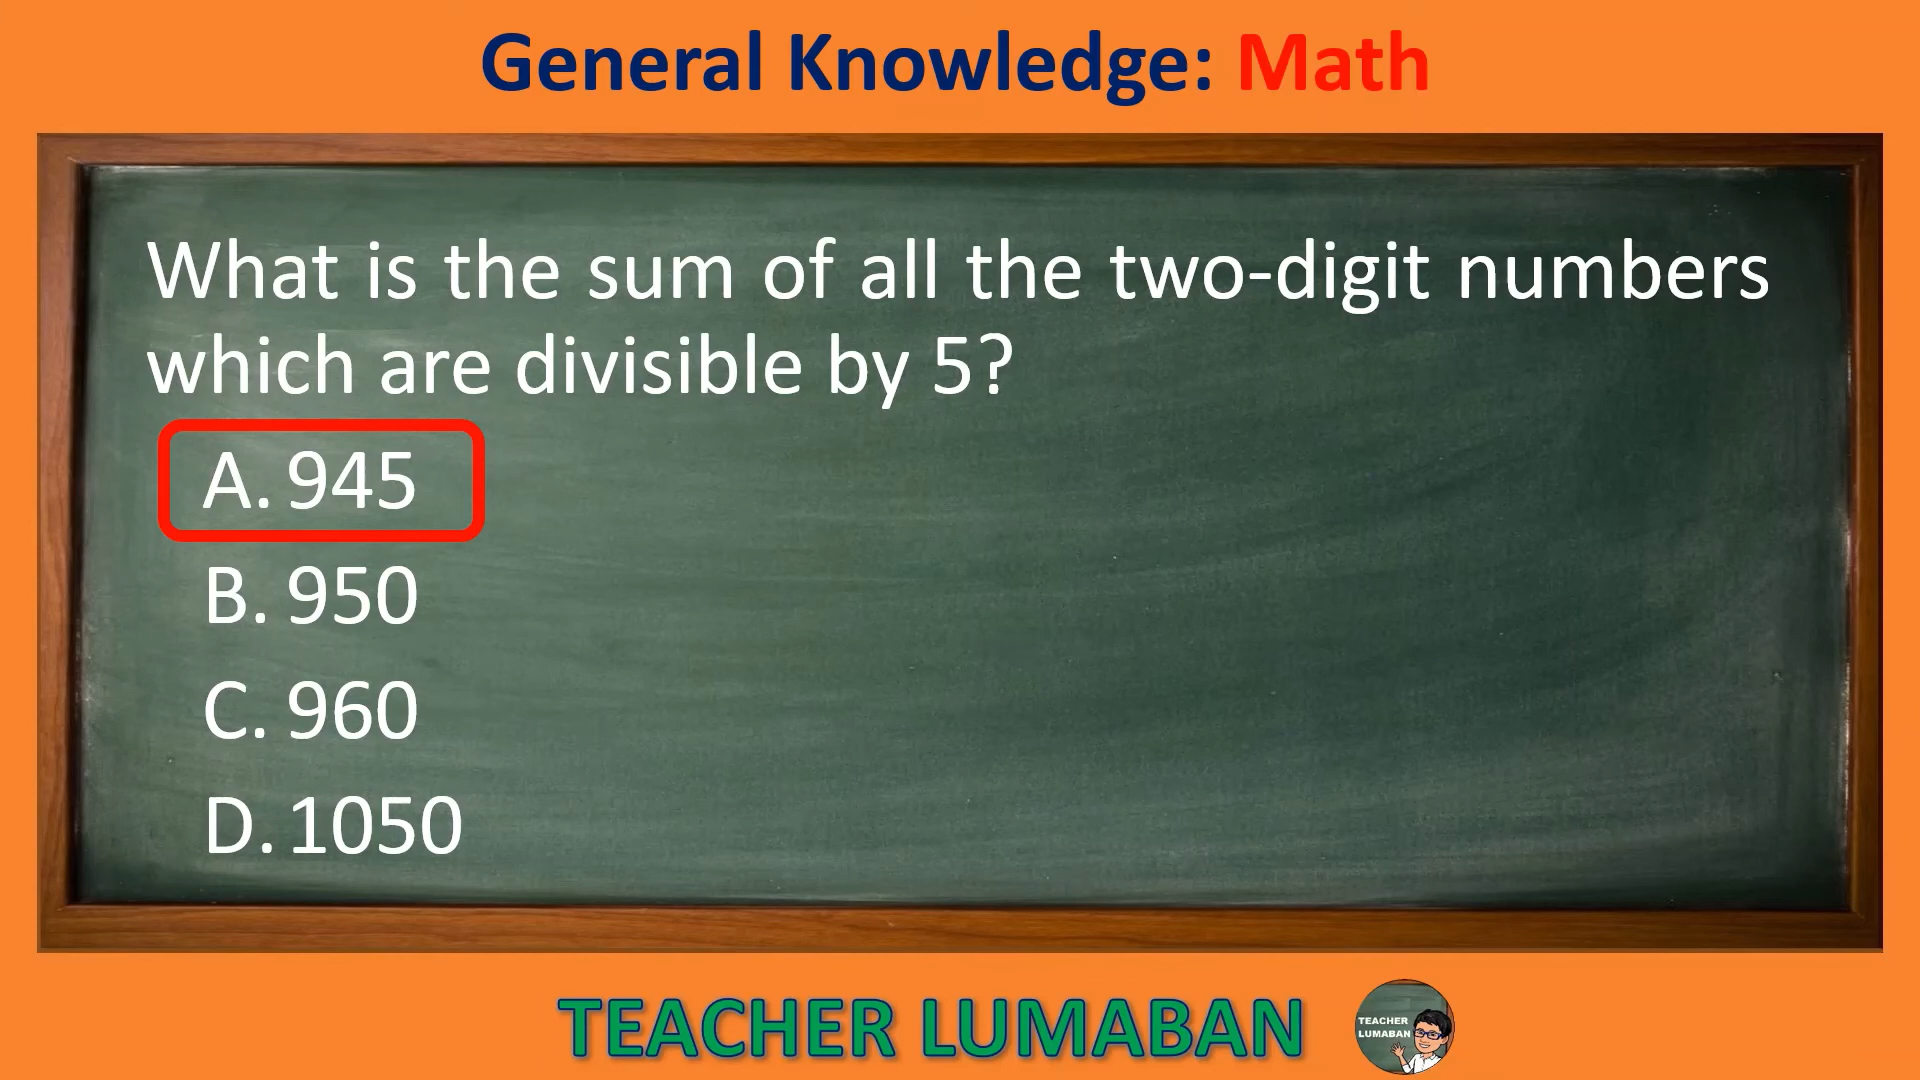 General Knowledge: Math
What is the sum of all the two-digit numbers
which are divisible by 5?
A. 945
B. 950
C. 960
D. 1050
TEACHER LUMABAN
TEACHER
LUMABAN